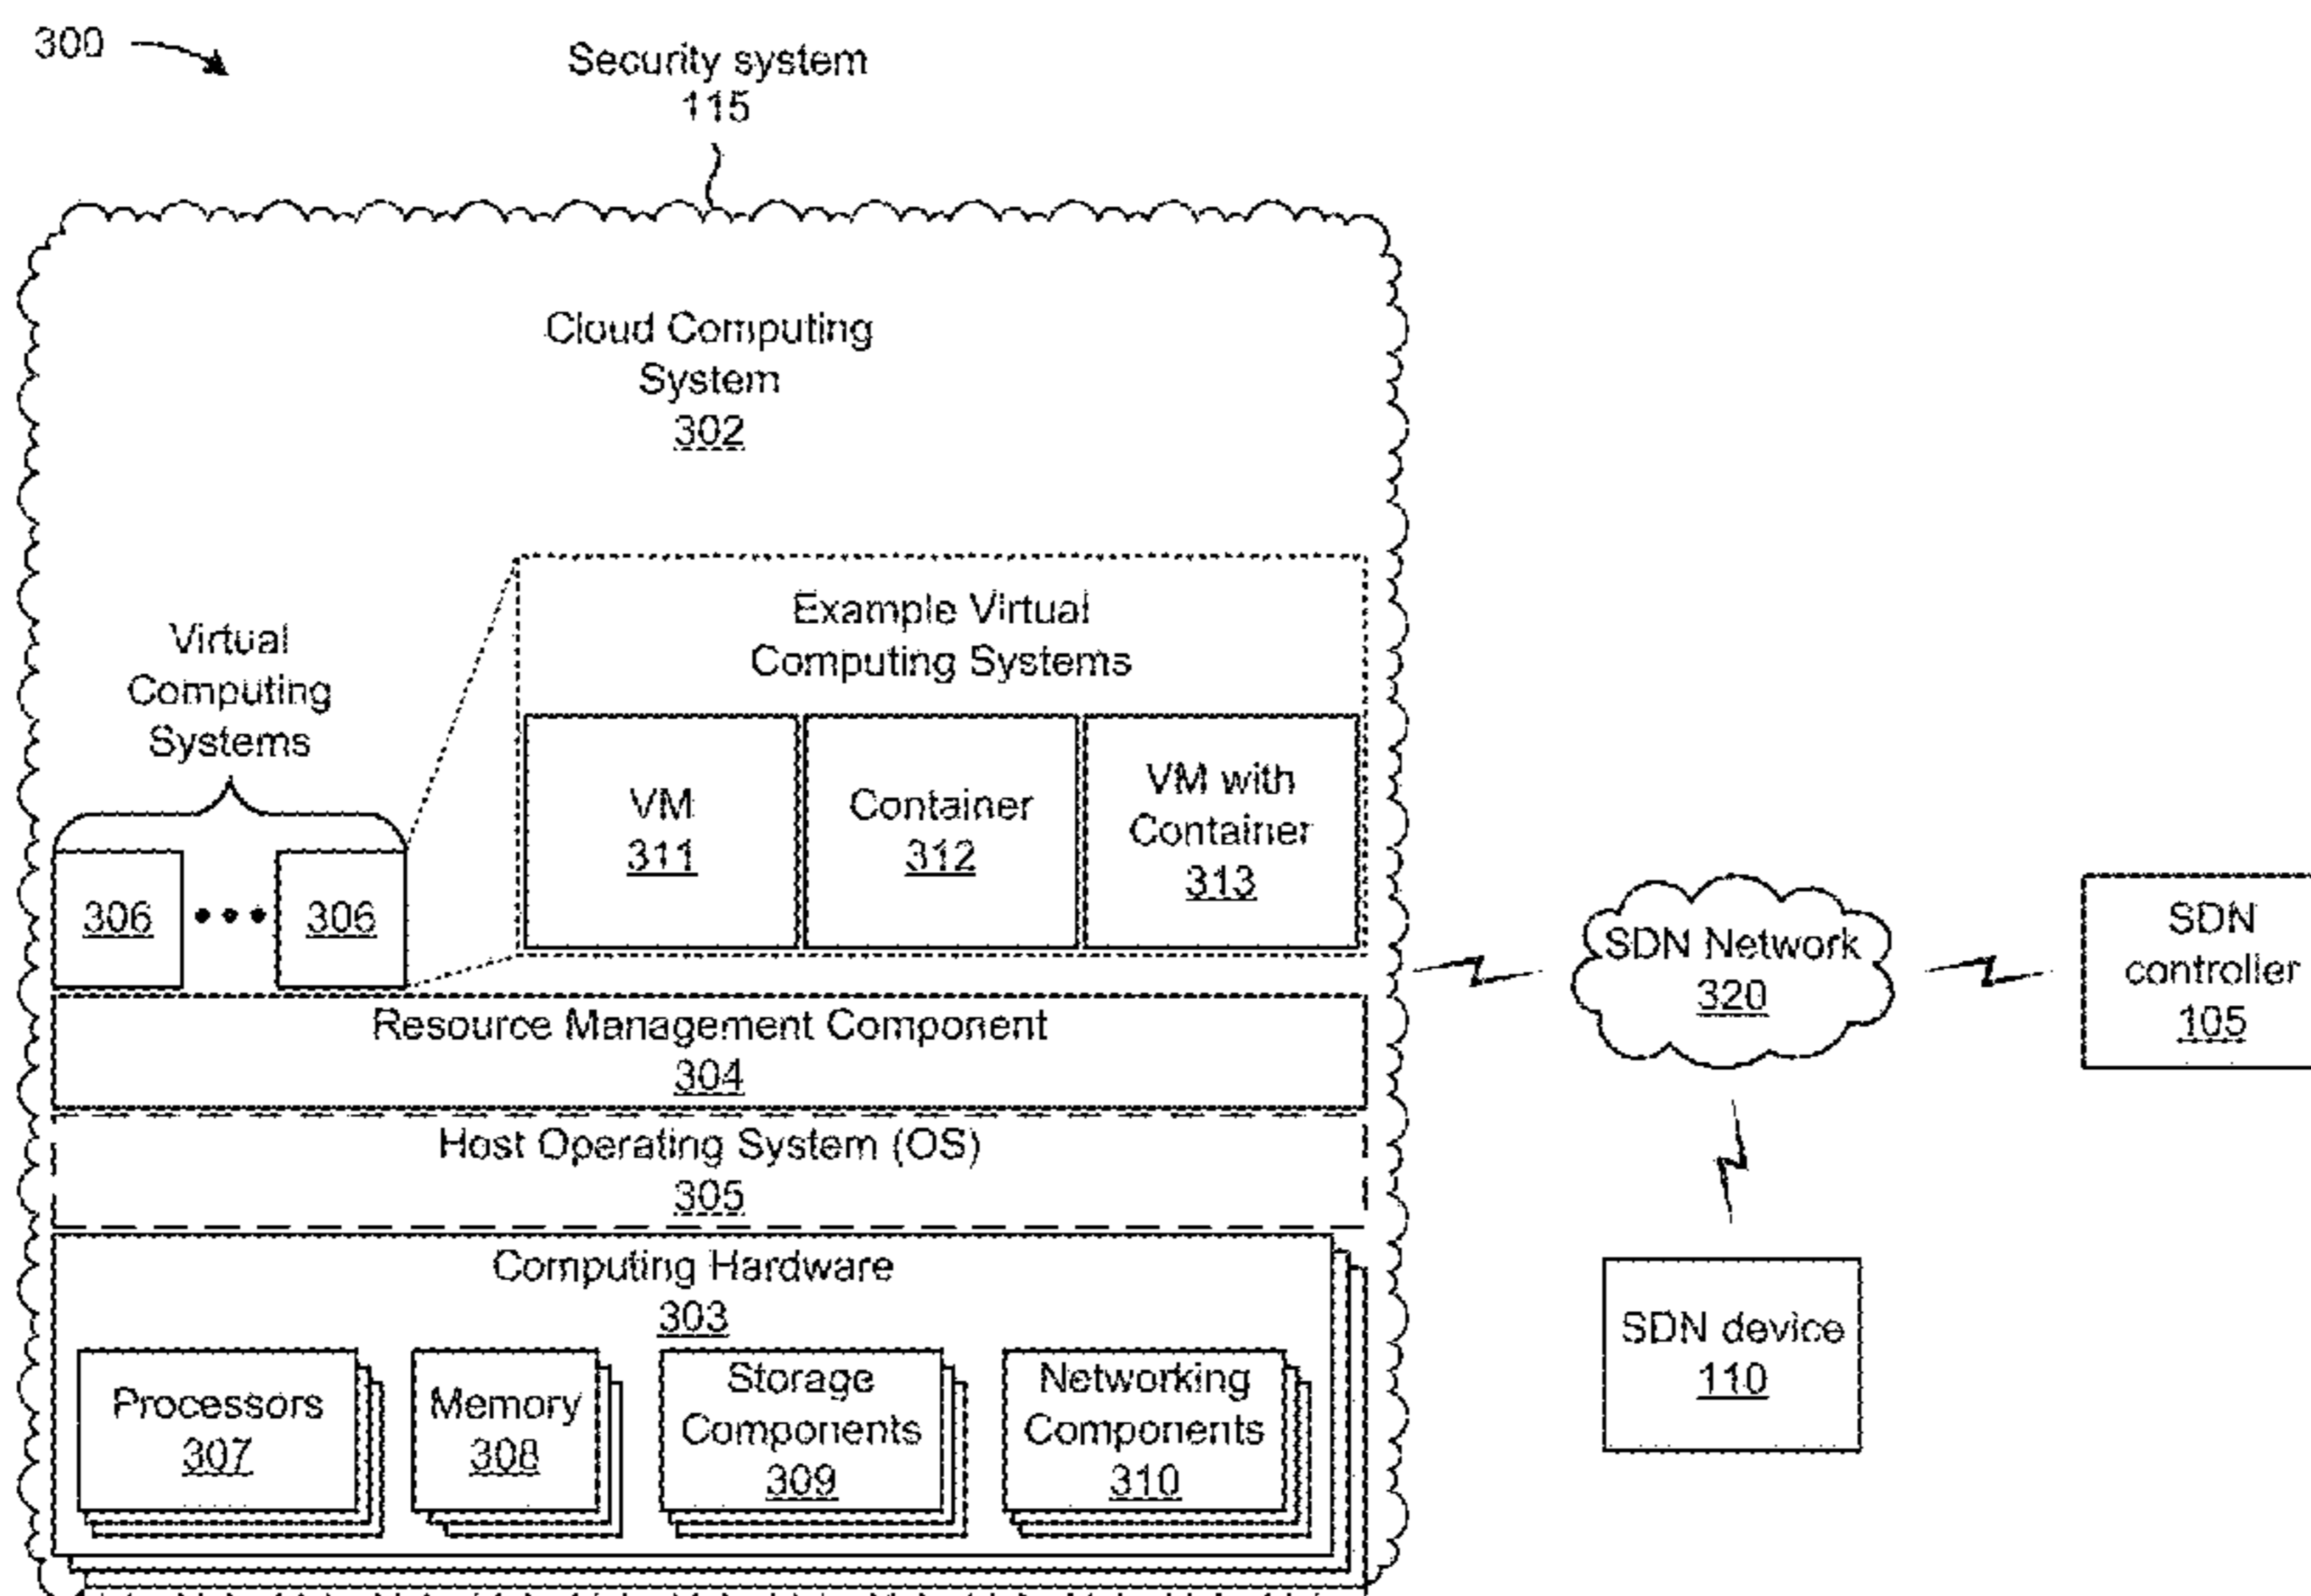 300
Security system
115
Cloud Computing
System
302
Example Virtual
Computing Systems
Virtual
Computing
Systems
VM
311
Container
312
VM with
Container
313
306
306
SDN Network
320
SDN
controller
105
Resource Management Component
304
Host Operating System (OS)
305
Computing Hardware
303
Processors
307
Memory
308
Storage
Components
309
Networking
Components
310
SDN device
110